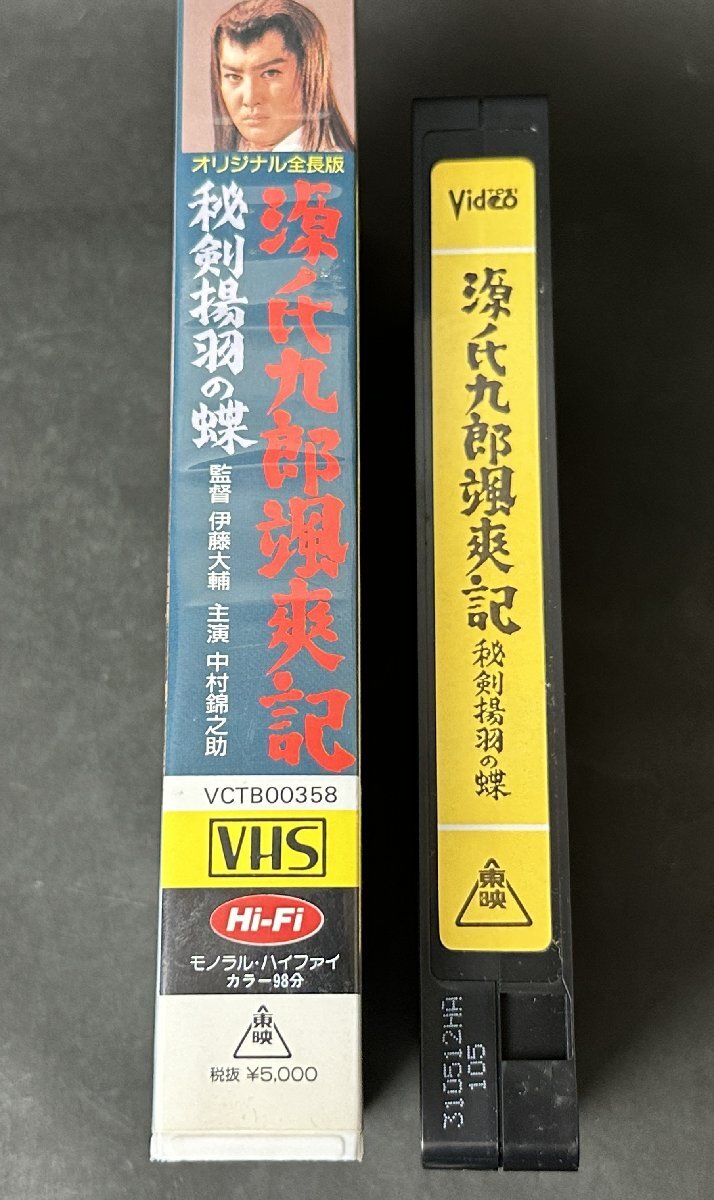 オリジナル全長版
源氏九郎颯爽記
秘剣揚羽の蝶
監督 伊藤大輔 主演 中村錦之助
VCTB00358
VHS
Hi-Fi
モノラル・ハイファイ
カラー98分
東映
税抜 ¥5,000
TOEI
Video
源氏九郎颯爽記
秘剣揚羽の蝶
東映
310512HA
105